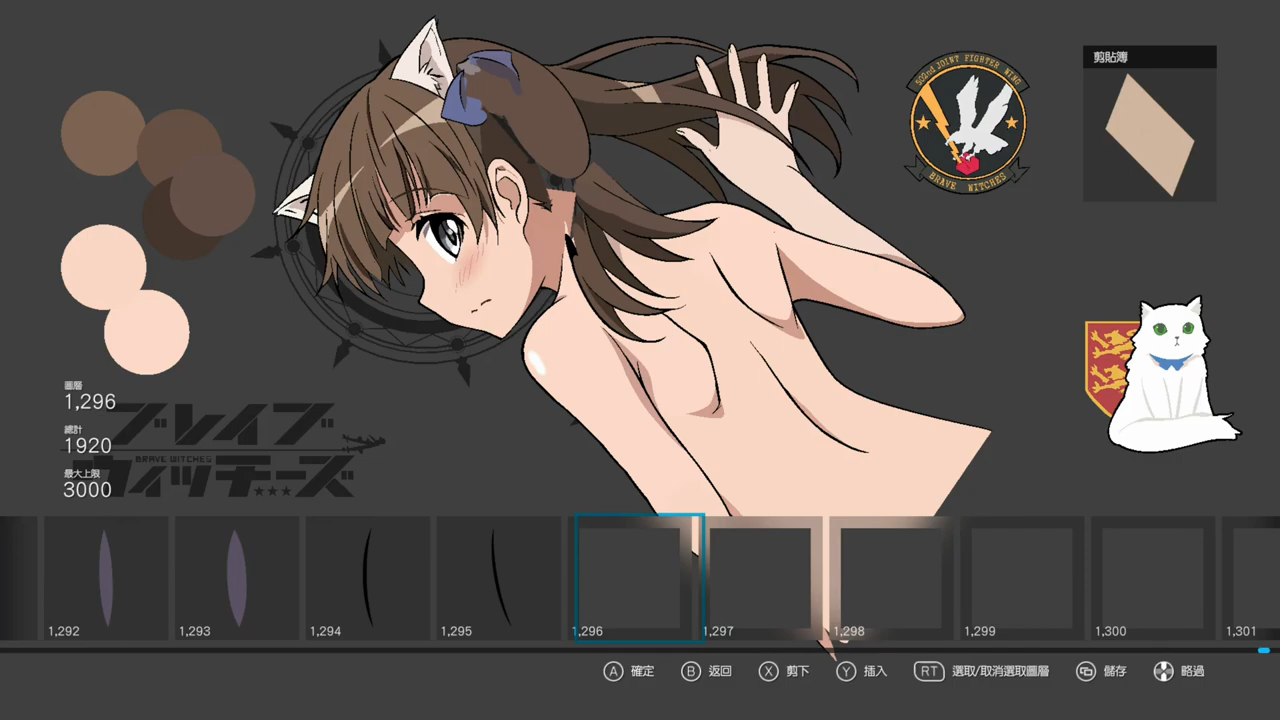 502nd JOINT FIGHTER WING
BRAVE WITCHES
剪貼簿
圖層
1,296
總計
1920
最大上限
3000
ブレイブ
BRAVE WITCHES
ウィッチーズ
1,292
1,293
1,294
1,295
1,296
1,297
1,298
1,299
1,300
1,301
A 確定
B 返回
X 剪下
Y 插入
RT 選取/取消選取圖層
儲存
略過